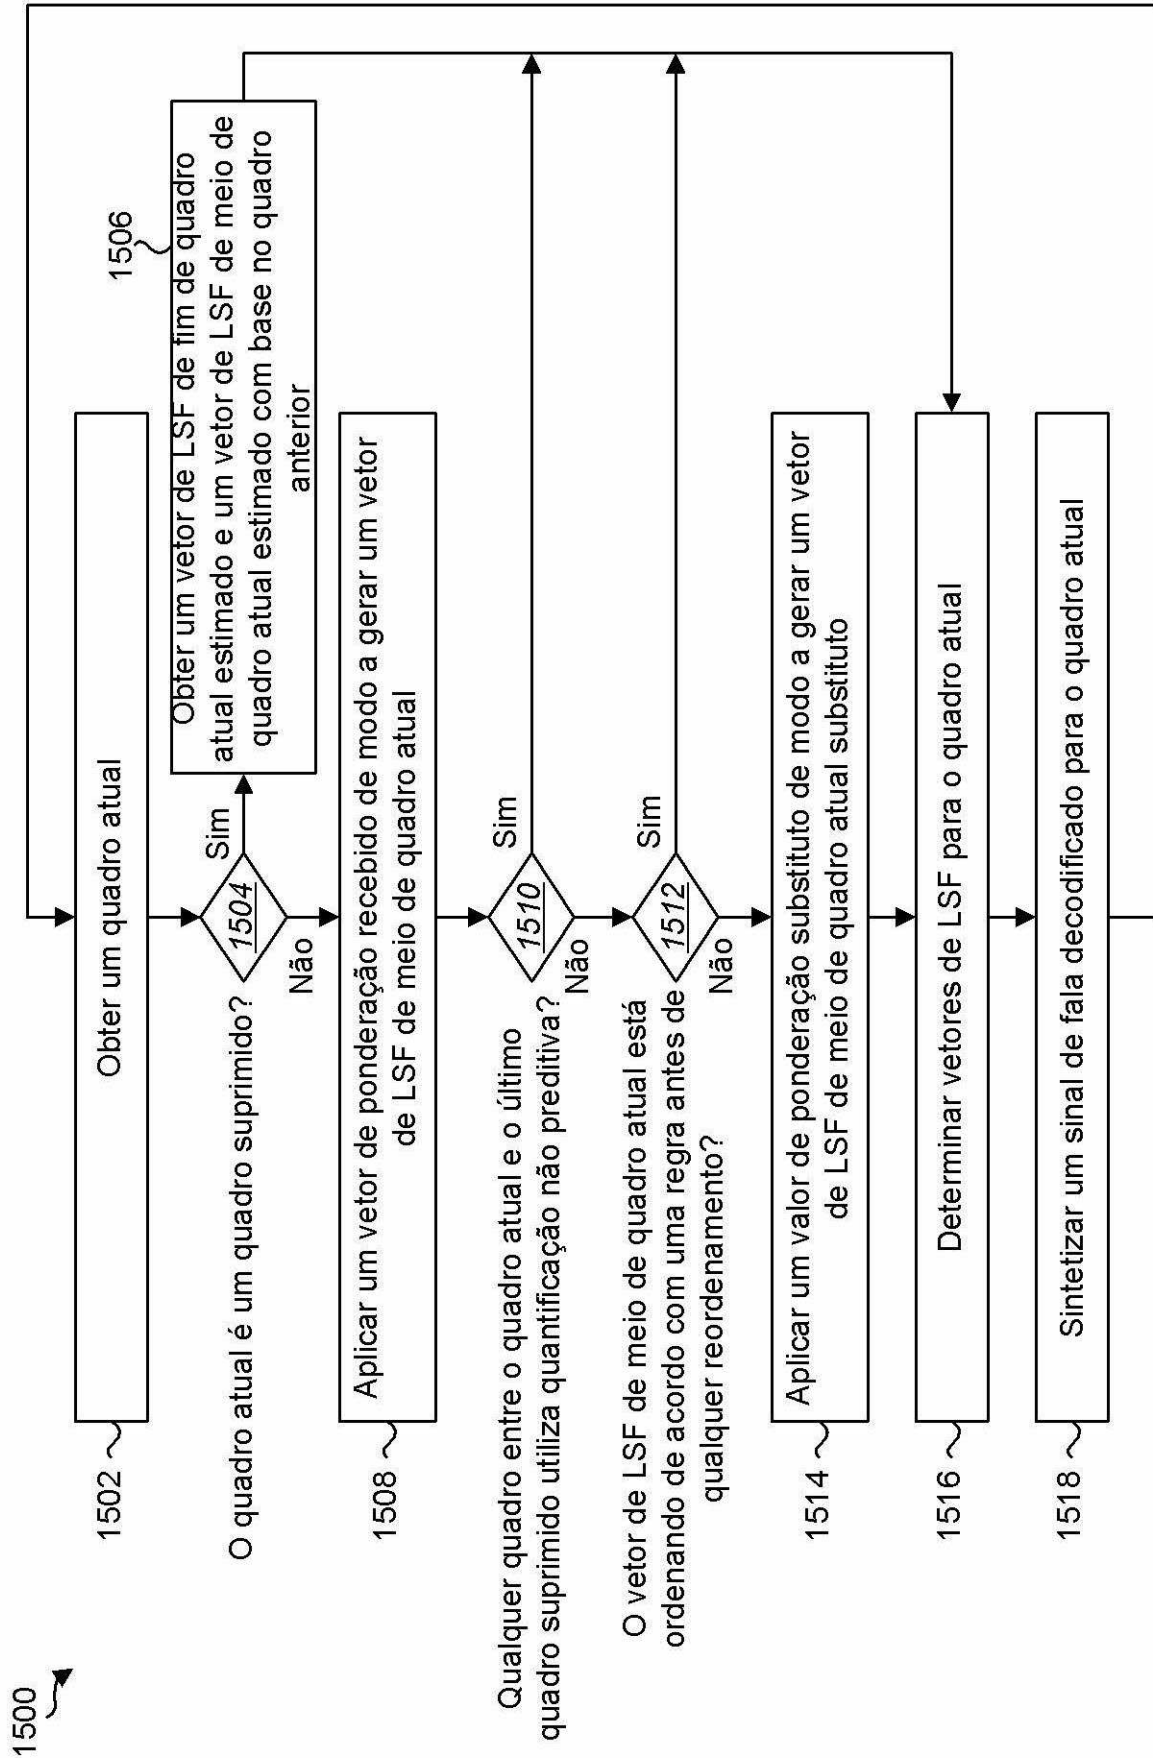 1500
1502
Obter um quadro atual
O quadro atual é um quadro suprimido?
1504
Sim
Não
1506
Obter um vetor de LSF de fim de quadro
atual estimado e um vetor de LSF de meio de
quadro atual estimado com base no quadro
anterior
1508
Aplicar um vetor de ponderação recebido de modo a gerar um vetor
de LSF de meio de quadro atual
Qualquer quadro entre o quadro atual e o último
quadro suprimido utiliza quantificação não preditiva?
1510
Sim
Não
O vetor de LSF de meio de quadro atual está
ordenando de acordo com uma regra antes de
qualquer reordenamento?
1512
Sim
Não
1514
Aplicar um valor de ponderação substituto de modo a gerar um vetor
de LSF de meio de quadro atual substituto
1516
Determinar vetores de LSF para o quadro atual
1518
Sintetizar um sinal de fala decodificado para o quadro atual